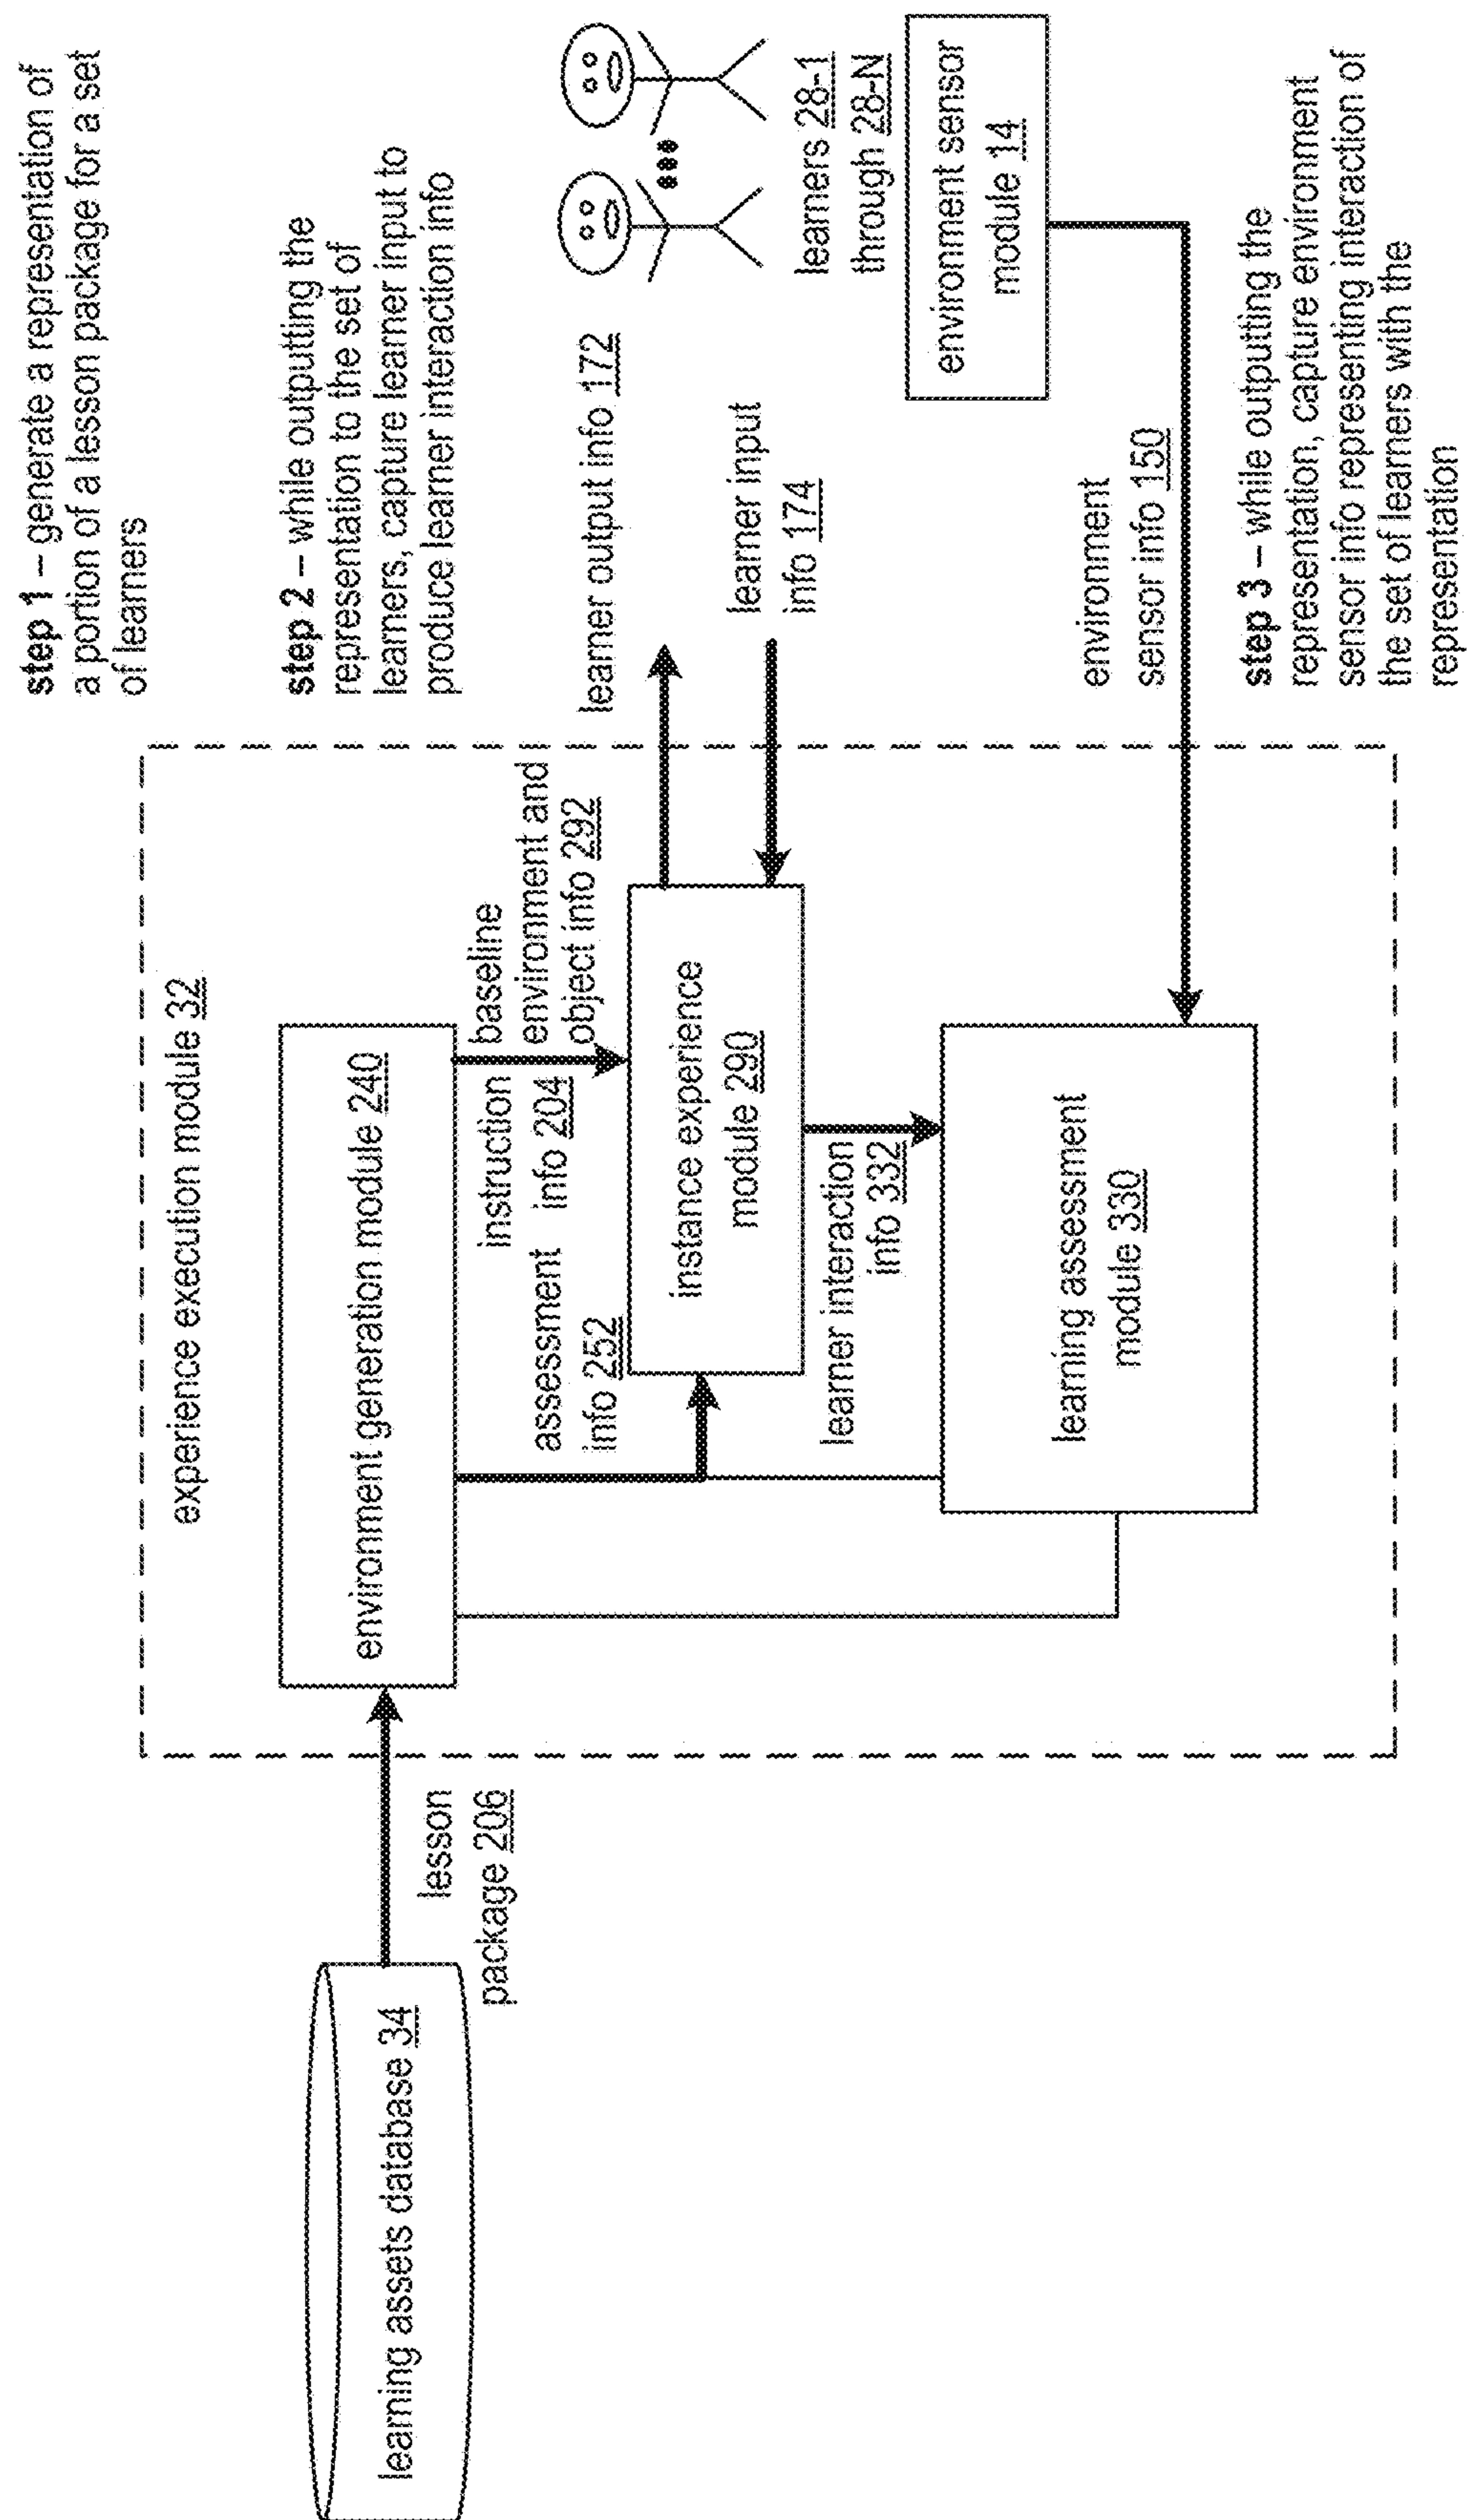 step 1 – generate a representation of
a portion of a lesson package for a set
of learners
step 2 – while outputting the
representation to the set of
learners, capture learner input to
produce learner interaction info
experience execution module 32
learning assets database 34
lesson
package 206
environment generation module 240
baseline
environment and
object info 292
instruction
info 204
assessment
info 252
instance experience
module 290
learner output info 172
learner input
info 174
learners 28-1
through 28-N
environment sensor
module 14
learner interaction
info 332
learning assessment
module 330
environment
sensor info 150
step 3 – while outputting the
representation, capture environment
sensor info representing interaction of
the set of learners with the
representation